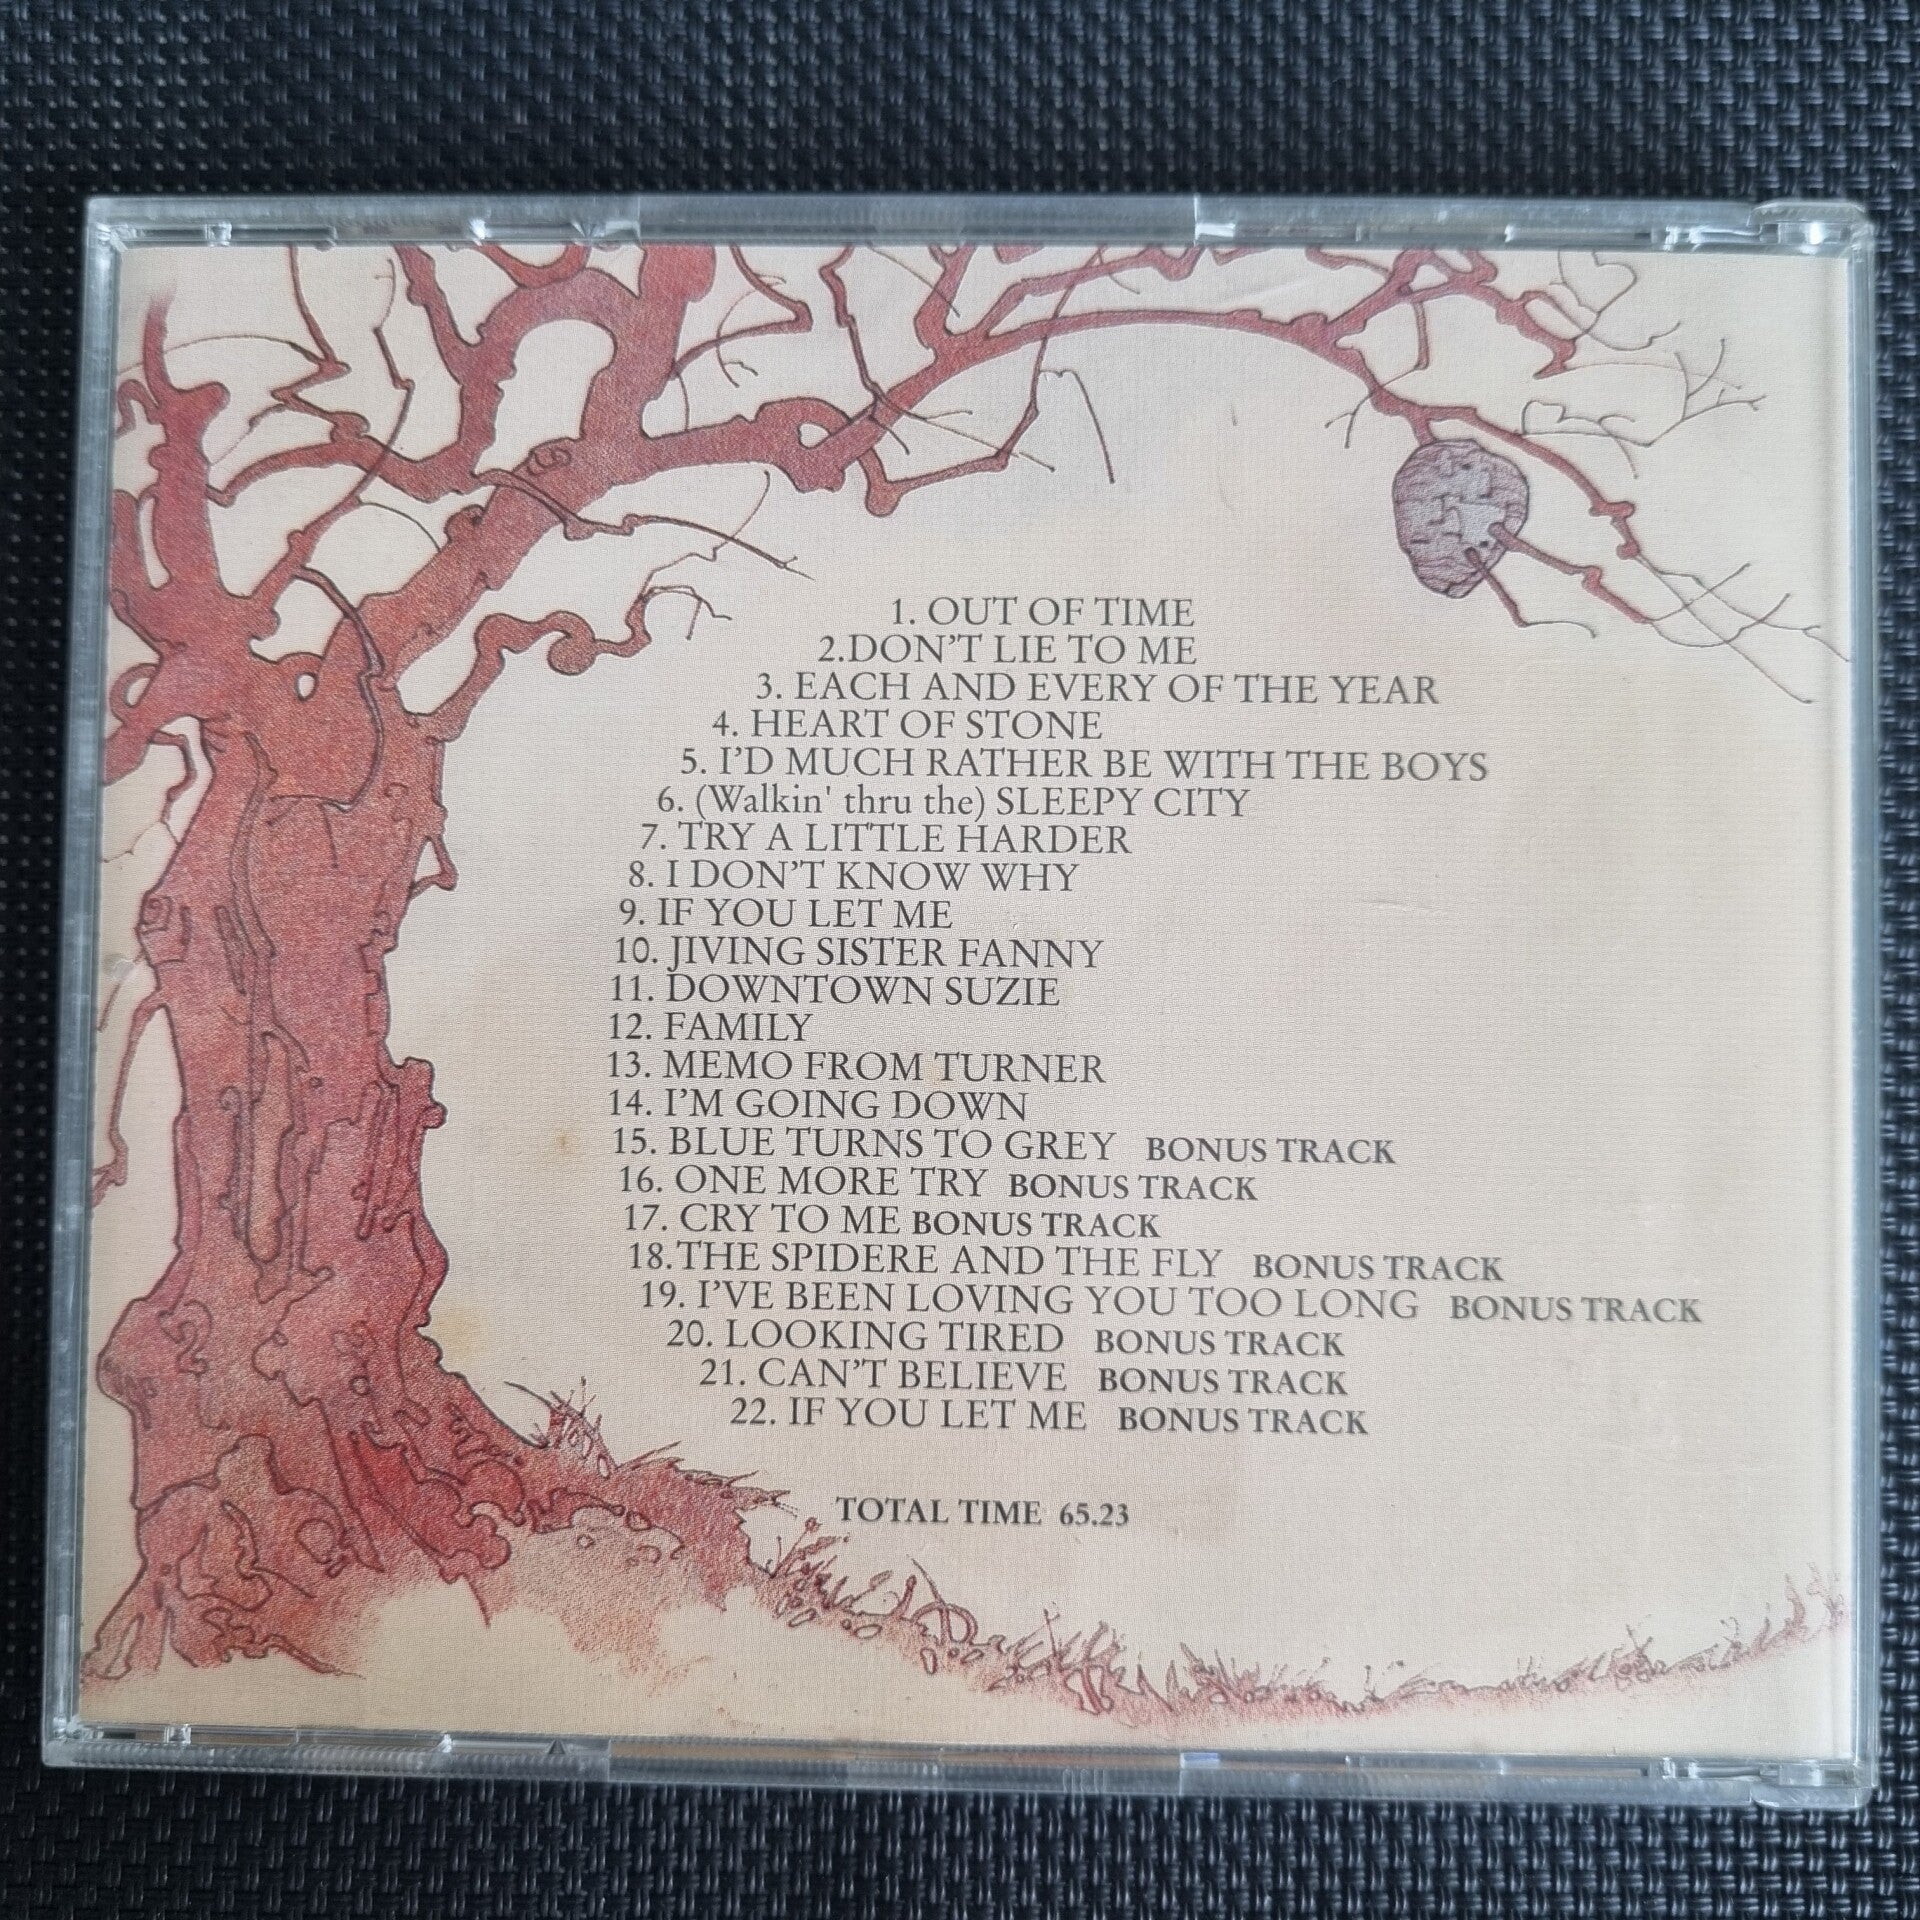 1. OUT OF TIME
2.DON'T LIE TO ME
3. EACH AND EVERY OF THE YEAR
4. HEART OF STONE
5. I'D MUCH RATHER BE WITH THE BOYS
6. (Walkin' thru the) SLEEPY CITY
7. TRY A LITTLE HARDER
8. I DON'T KNOW WHY
9. IF YOU LET ME
10. JIVING SISTER FANNY
11. DOWNTOWN SUZIE
12. FAMILY
13. MEMO FROM TURNER
14. I'M GOING DOWN
15. BLUE TURNS TO GREY BONUS TRACK
16. ONE MORE TRY BONUS TRACK
17. CRY TO ME BONUS TRACK
18.THE SPIDERE AND THE FLY BONUS TRACK
19. I'VE BEEN LOVING YOU TOO LONG BONUS TRACK
20. LOOKING TIRED BONUS TRACK
21. CAN'T BELIEVE BONUS TRACK
22. IF YOU LET ME BONUS TRACK
TOTAL TIME 65.23